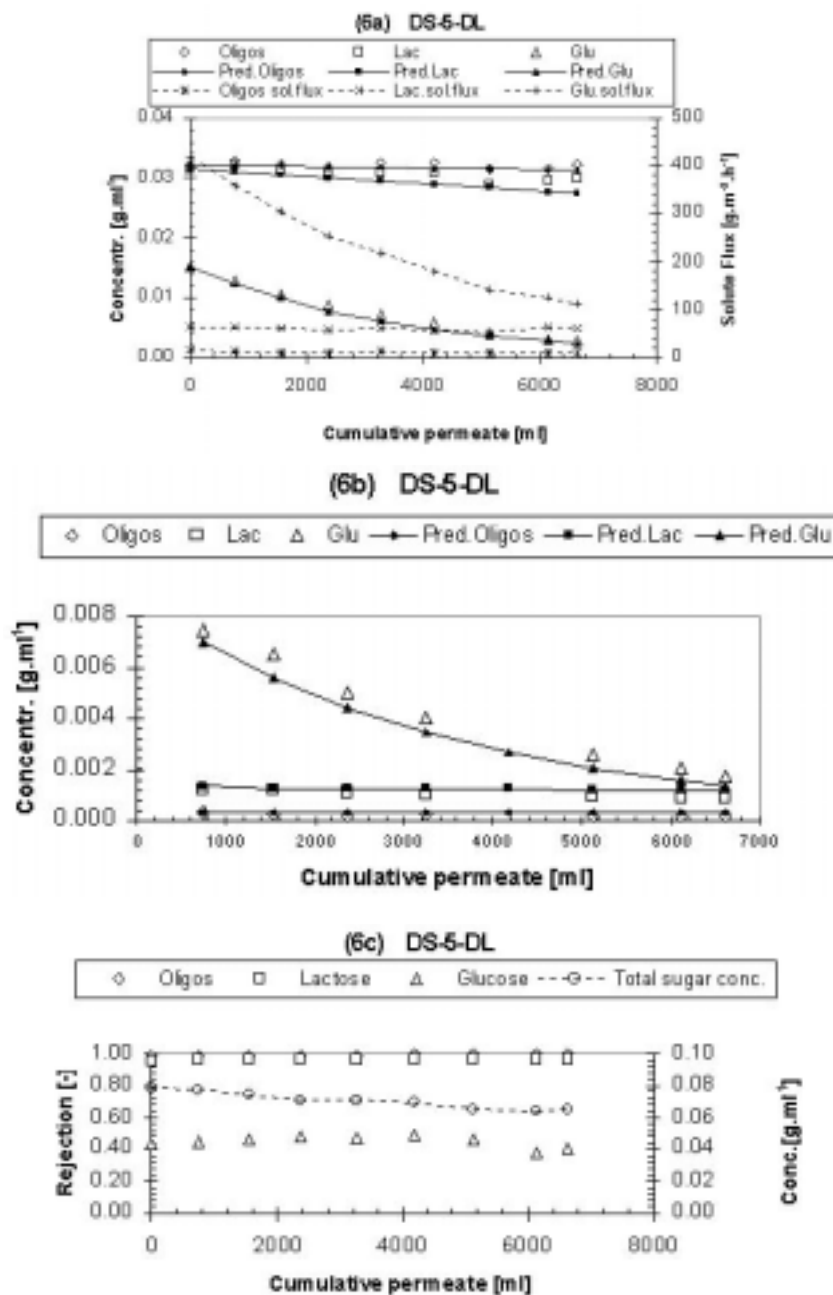 (6a) DS-5-DL
Oligos Lac Glu
Pred.Oligos Pred.Lac Pred.Glu
Oligos sol.flux Lac.sol.flux Glu.sol.flux
0.04
0.03
0.02
0.01
0.00
Concentr. [g.ml¹]
500
400
300
200
100
0
Solute Flux [g.m⁻².h⁻¹]
0 2000 4000 6000 8000
Cumulative permeate [ml]
(6b) DS-5-DL
Oligos Lac Glu Pred.Oligos Pred.Lac Pred.Glu
0.008
0.006
0.004
0.002
0.000
Concentr. [g.ml¹]
0 1000 2000 3000 4000 5000 6000 7000
Cumulative permeate [ml]
(6c) DS-5-DL
Oligos Lactose Glucose Total sugar conc.
1.00
0.80
0.60
0.40
0.20
0.00
Rejection [-]
0.10
0.08
0.06
0.04
0.02
0.00
Conc.[g.ml¹]
0 2000 4000 6000 8000
Cumulative permeate [ml]